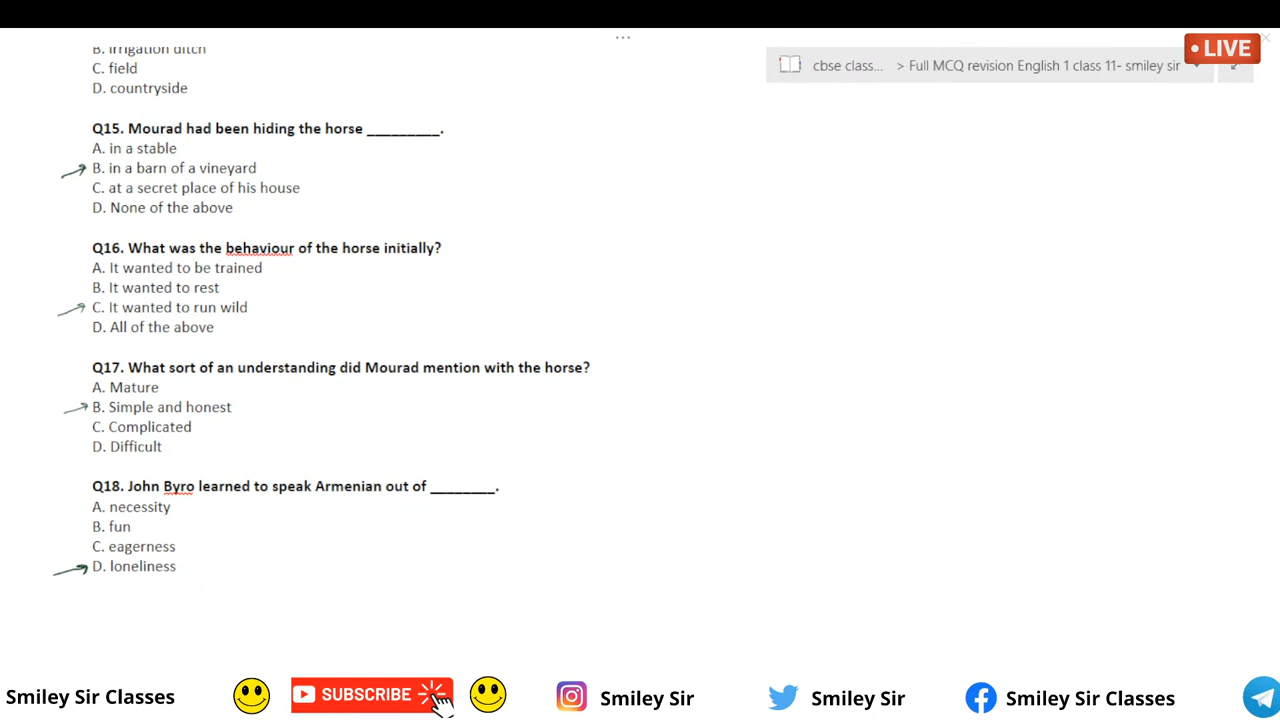 B. irrigation ditch
C. field
D. countryside
• LIVE
cbse class... > Full MCQ revision English 1 class 11- smiley sir
Q15. Mourad had been hiding the horse _________.
A. in a stable
B. in a barn of a vineyard
C. at a secret place of his house
D. None of the above
Q16. What was the behaviour of the horse initially?
A. It wanted to be trained
B. It wanted to rest
C. It wanted to run wild
D. All of the above
Q17. What sort of an understanding did Mourad mention with the horse?
A. Mature
B. Simple and honest
C. Complicated
D. Difficult
Q18. John Byro learned to speak Armenian out of ________.
A. necessity
B. fun
C. eagerness
D. loneliness
Smiley Sir Classes SUBSCRIBE Smiley Sir Smiley Sir Smiley Sir Classes